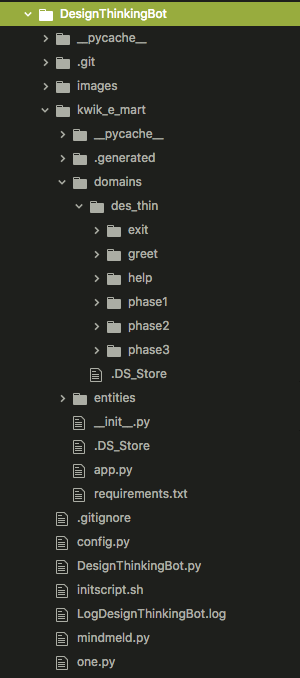 DesignThinkingBot
__pycache__
.git
images
kwik_e_mart
__pycache__
.generated
domains
des_thin
exit
greet
help
phase1
phase2
phase3
.DS_Store
entities
__init__.py
.DS_Store
app.py
requirements.txt
.gitignore
config.py
DesignThinkingBot.py
initscript.sh
LogDesignThinkingBot.log
mindmeld.py
one.py